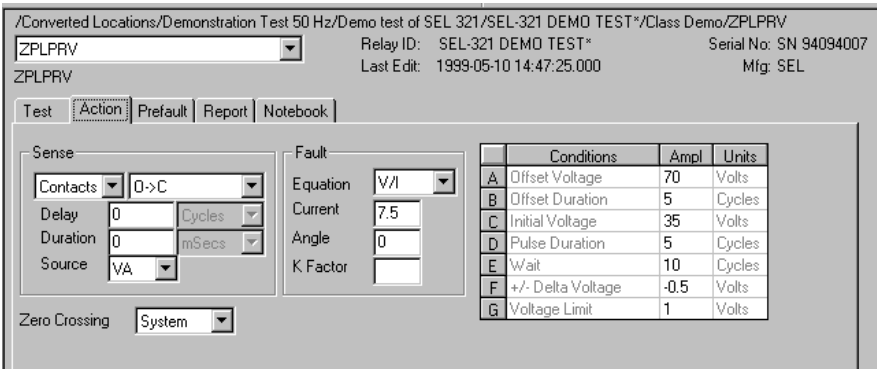 /Converted Locations/Demonstration Test 50 Hz/Demo test of SEL 321/SEL-321 DEMO TEST*/Class Demo/ZPLPRV
ZPLPRV Relay ID: SEL-321 DEMO TEST* Serial No: SN 94094007
ZPLPRV Last Edit: 1999-05-10 14:47:25.000 Mfg: SEL
Test Action Prefault Report Notebook
Sense
Contacts O->C
Delay 0 Cycles
Duration 0 mSecs
Source VA
Zero Crossing System
Fault
Equation V/I
Current 7.5
Angle 0
K Factor
Conditions Ampl Units
A Offset Voltage 70 Volts
B Offset Duration 5 Cycles
C Initial Voltage 35 Volts
D Pulse Duration 5 Cycles
E Wait 10 Cycles
F +/- Delta Voltage -0.5 Volts
G Voltage Limit 1 Volts